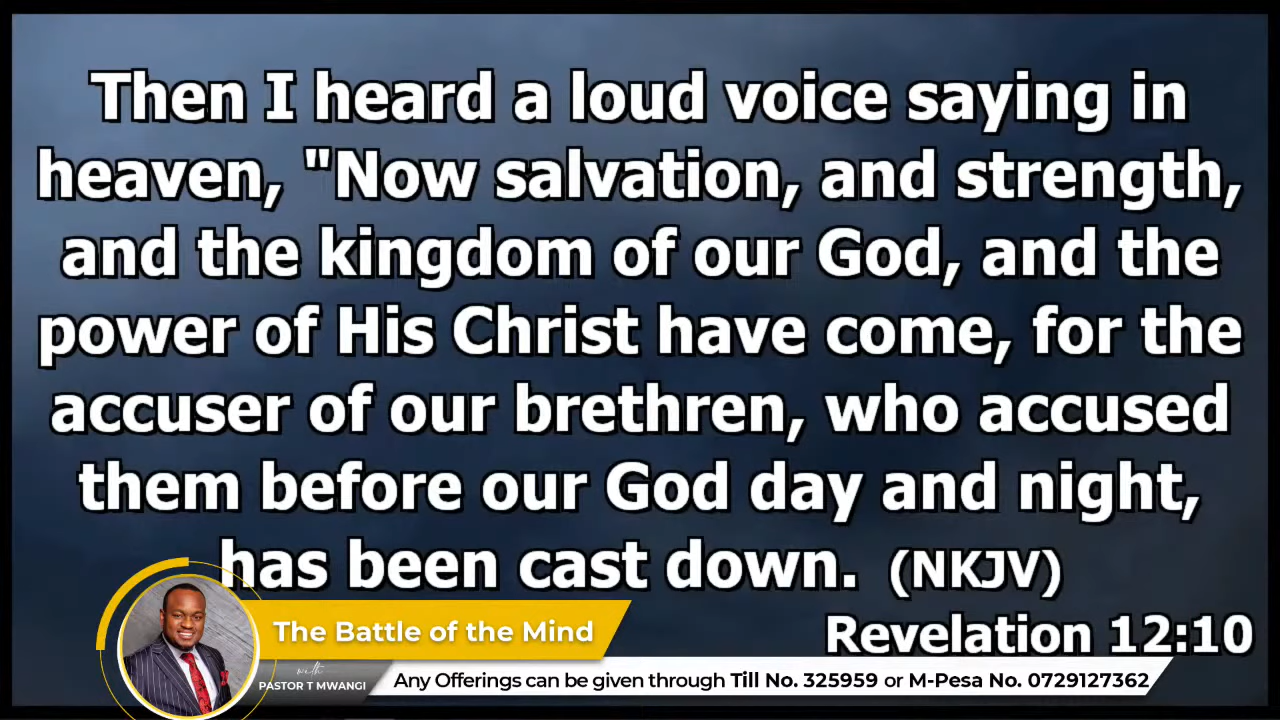 Then I heard a loud voice saying in
heaven, "Now salvation, and strength,
and the kingdom of our God, and the
power of His Christ have come, for the
accuser of our brethren, who accused
them before our God day and night,
has been cast down. (NKJV)
Revelation 12:10
The Battle of the Mind
with
PASTOR T MWANGI
Any Offerings can be given through Till No. 325959 or M-Pesa No. 0729127362